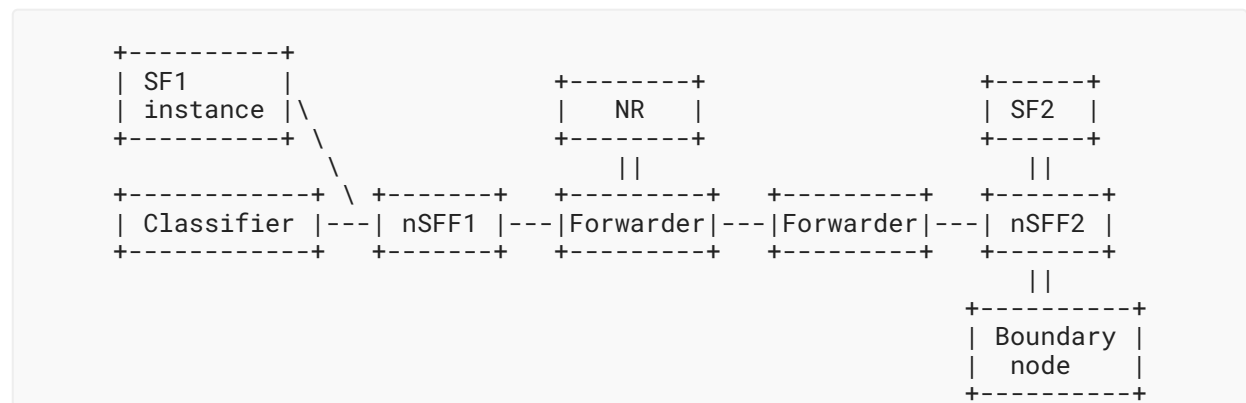 SF1
instance
NR
SF2
Classifier
nSFF1
Forwarder
Forwarder
nSFF2
Boundary
node